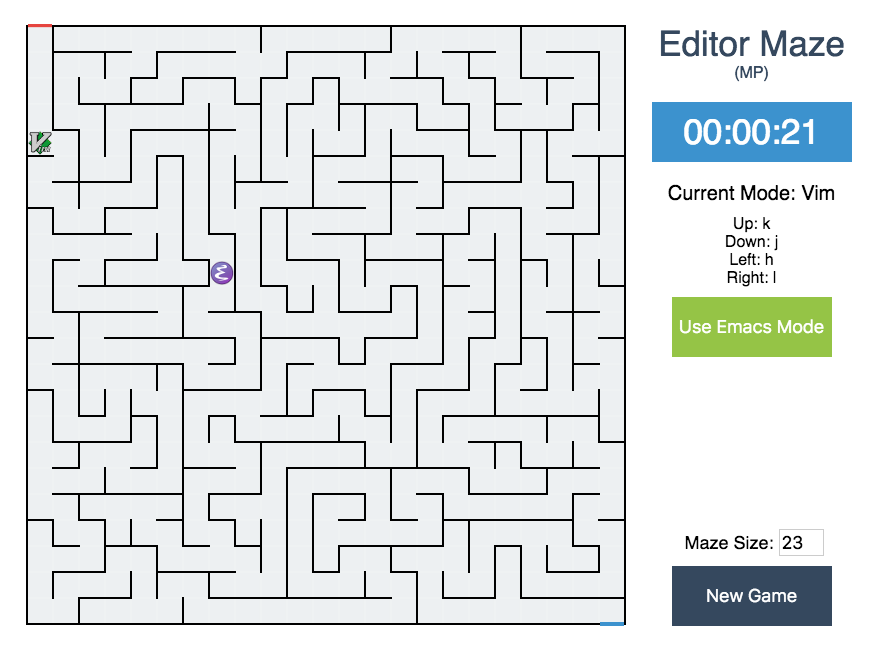 Editor Maze
(MP)
00:00:21
Current Mode: Vim
Up: k
Down: j
Left: h
Right: l
Use Emacs Mode
Maze Size: 23
New Game